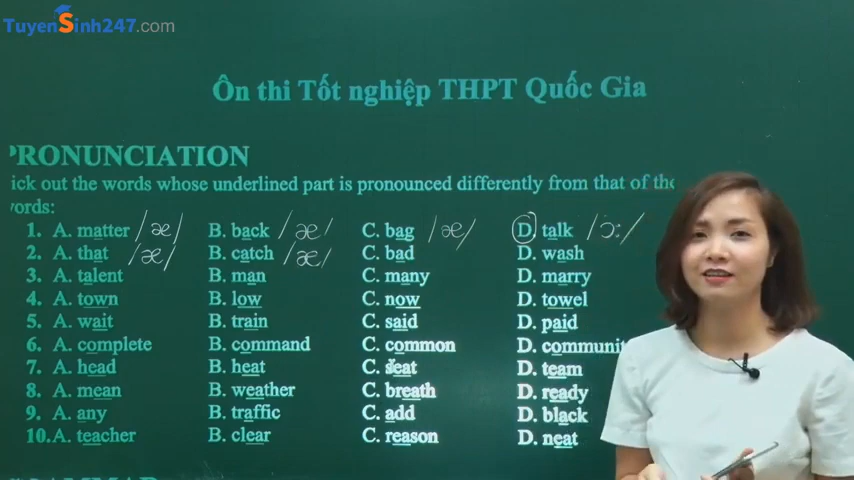 TuyenSinh247.com
Ôn thi Tốt nghiệp THPT Quốc Gia
PRONUNCIATION
ick out the words whose underlined part is pronounced differently from that of the
words:
1. A. matter /æ/ B. back /æ/ C. bag /æ/ D. talk /ɔ:/
2. A. that /æ/ B. catch /æ/ C. bad D. wash
3. A. talent B. man C. many D. marry
4. A. town B. low C. now D. towel
5. A. wait B. train C. said D. paid
6. A. complete B. command C. common D. communit
7. A. head B. heat C. seat D. team
8. A. mean B. weather C. breath D. ready
9. A. any B. traffic C. add D. black
10. A. teacher B. clear C. reason D. neat